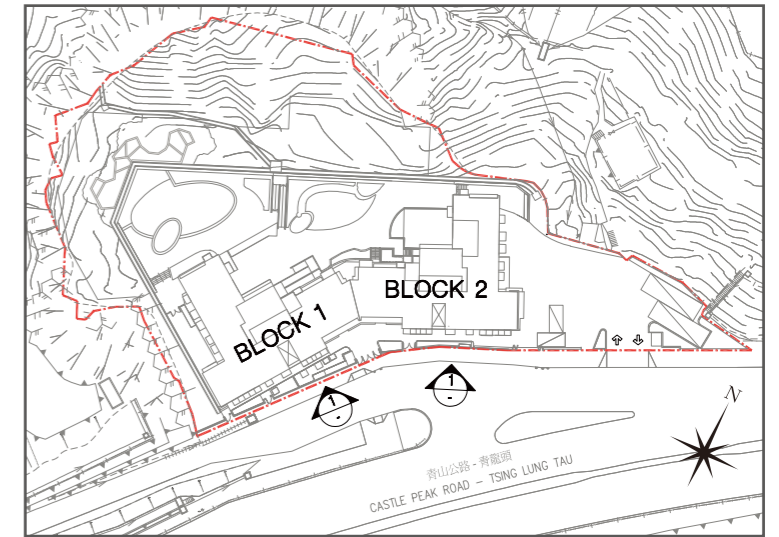 BLOCK 2
BLOCK 1
1
-
1
-
N
青山公路 - 青龍頭
CASTLE PEAK ROAD – TSING LUNG TAU